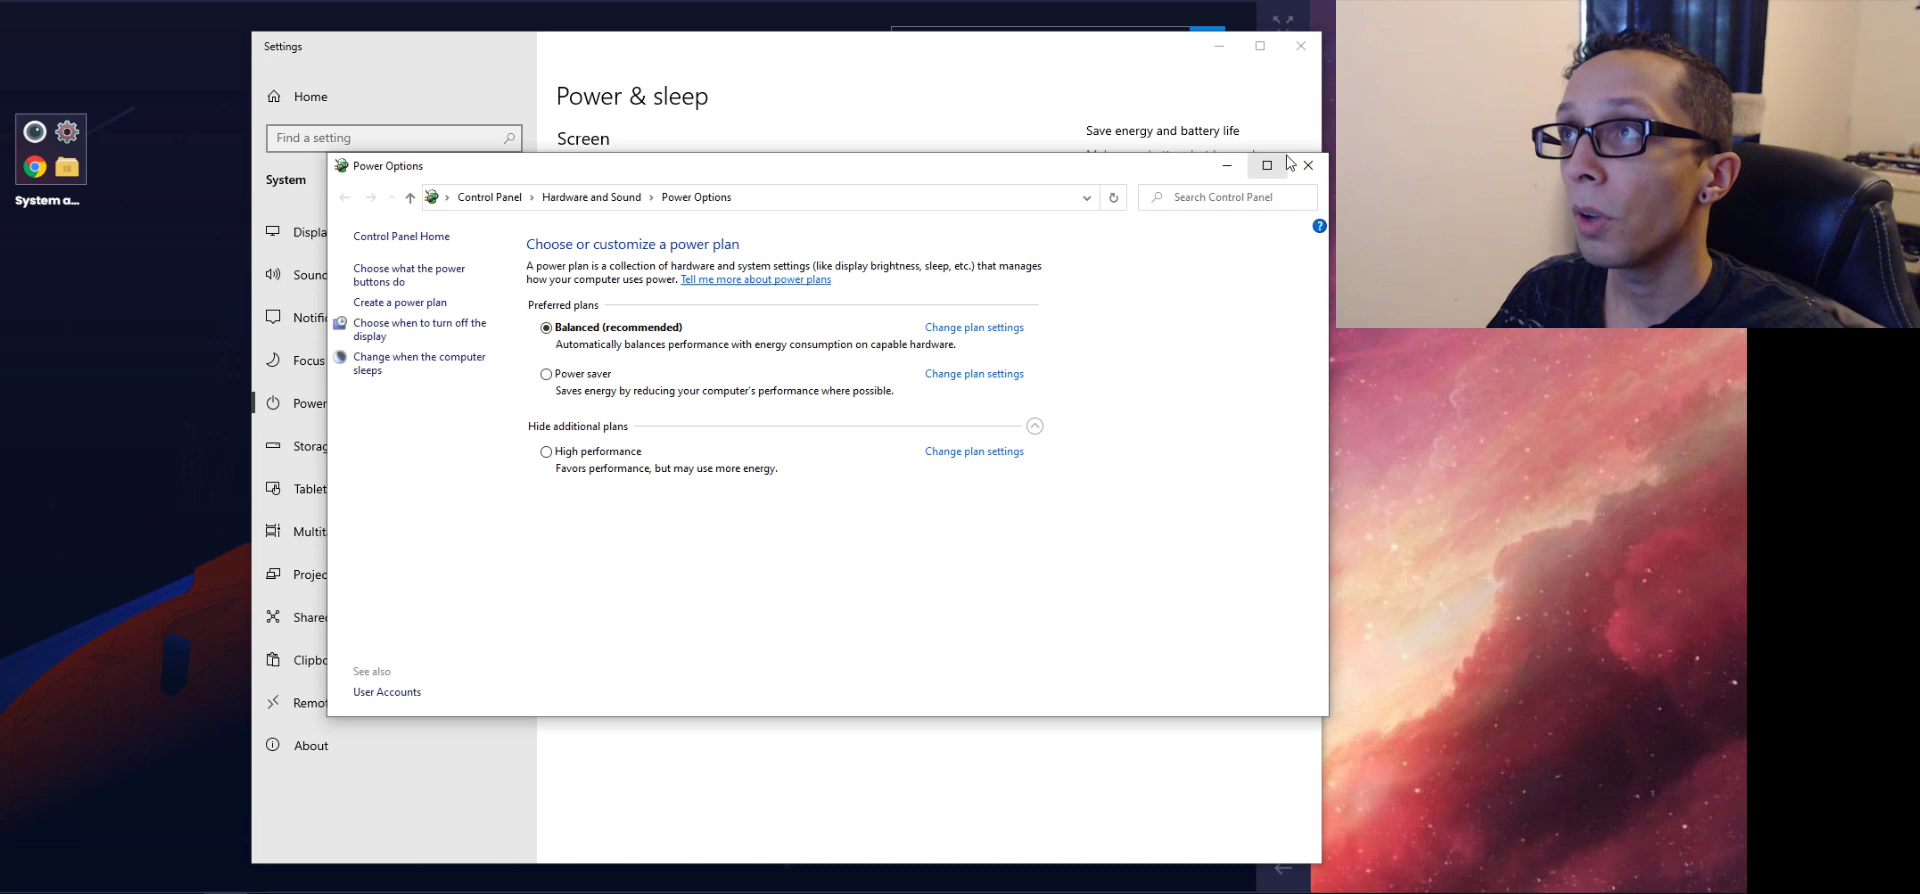 Settings
Home
Find a setting
System
Displa
Sound
Notifi
Focus
Power
Storag
Tablet
Multit
Projec
Share
Clipbo
Remot
About
Power & sleep
Screen
Save energy and battery life
System a...
Power Options
Control Panel › Hardware and Sound › Power Options
Search Control Panel
Control Panel Home
Choose what the power
buttons do
Create a power plan
Choose when to turn off the
display
Change when the computer
sleeps
Choose or customize a power plan
A power plan is a collection of hardware and system settings (like display brightness, sleep, etc.) that manages
how your computer uses power. Tell me more about power plans
Preferred plans
Balanced (recommended) Change plan settings
Automatically balances performance with energy consumption on capable hardware.
Power saver Change plan settings
Saves energy by reducing your computer's performance where possible.
Hide additional plans
High performance Change plan settings
Favors performance, but may use more energy.
See also
User Accounts